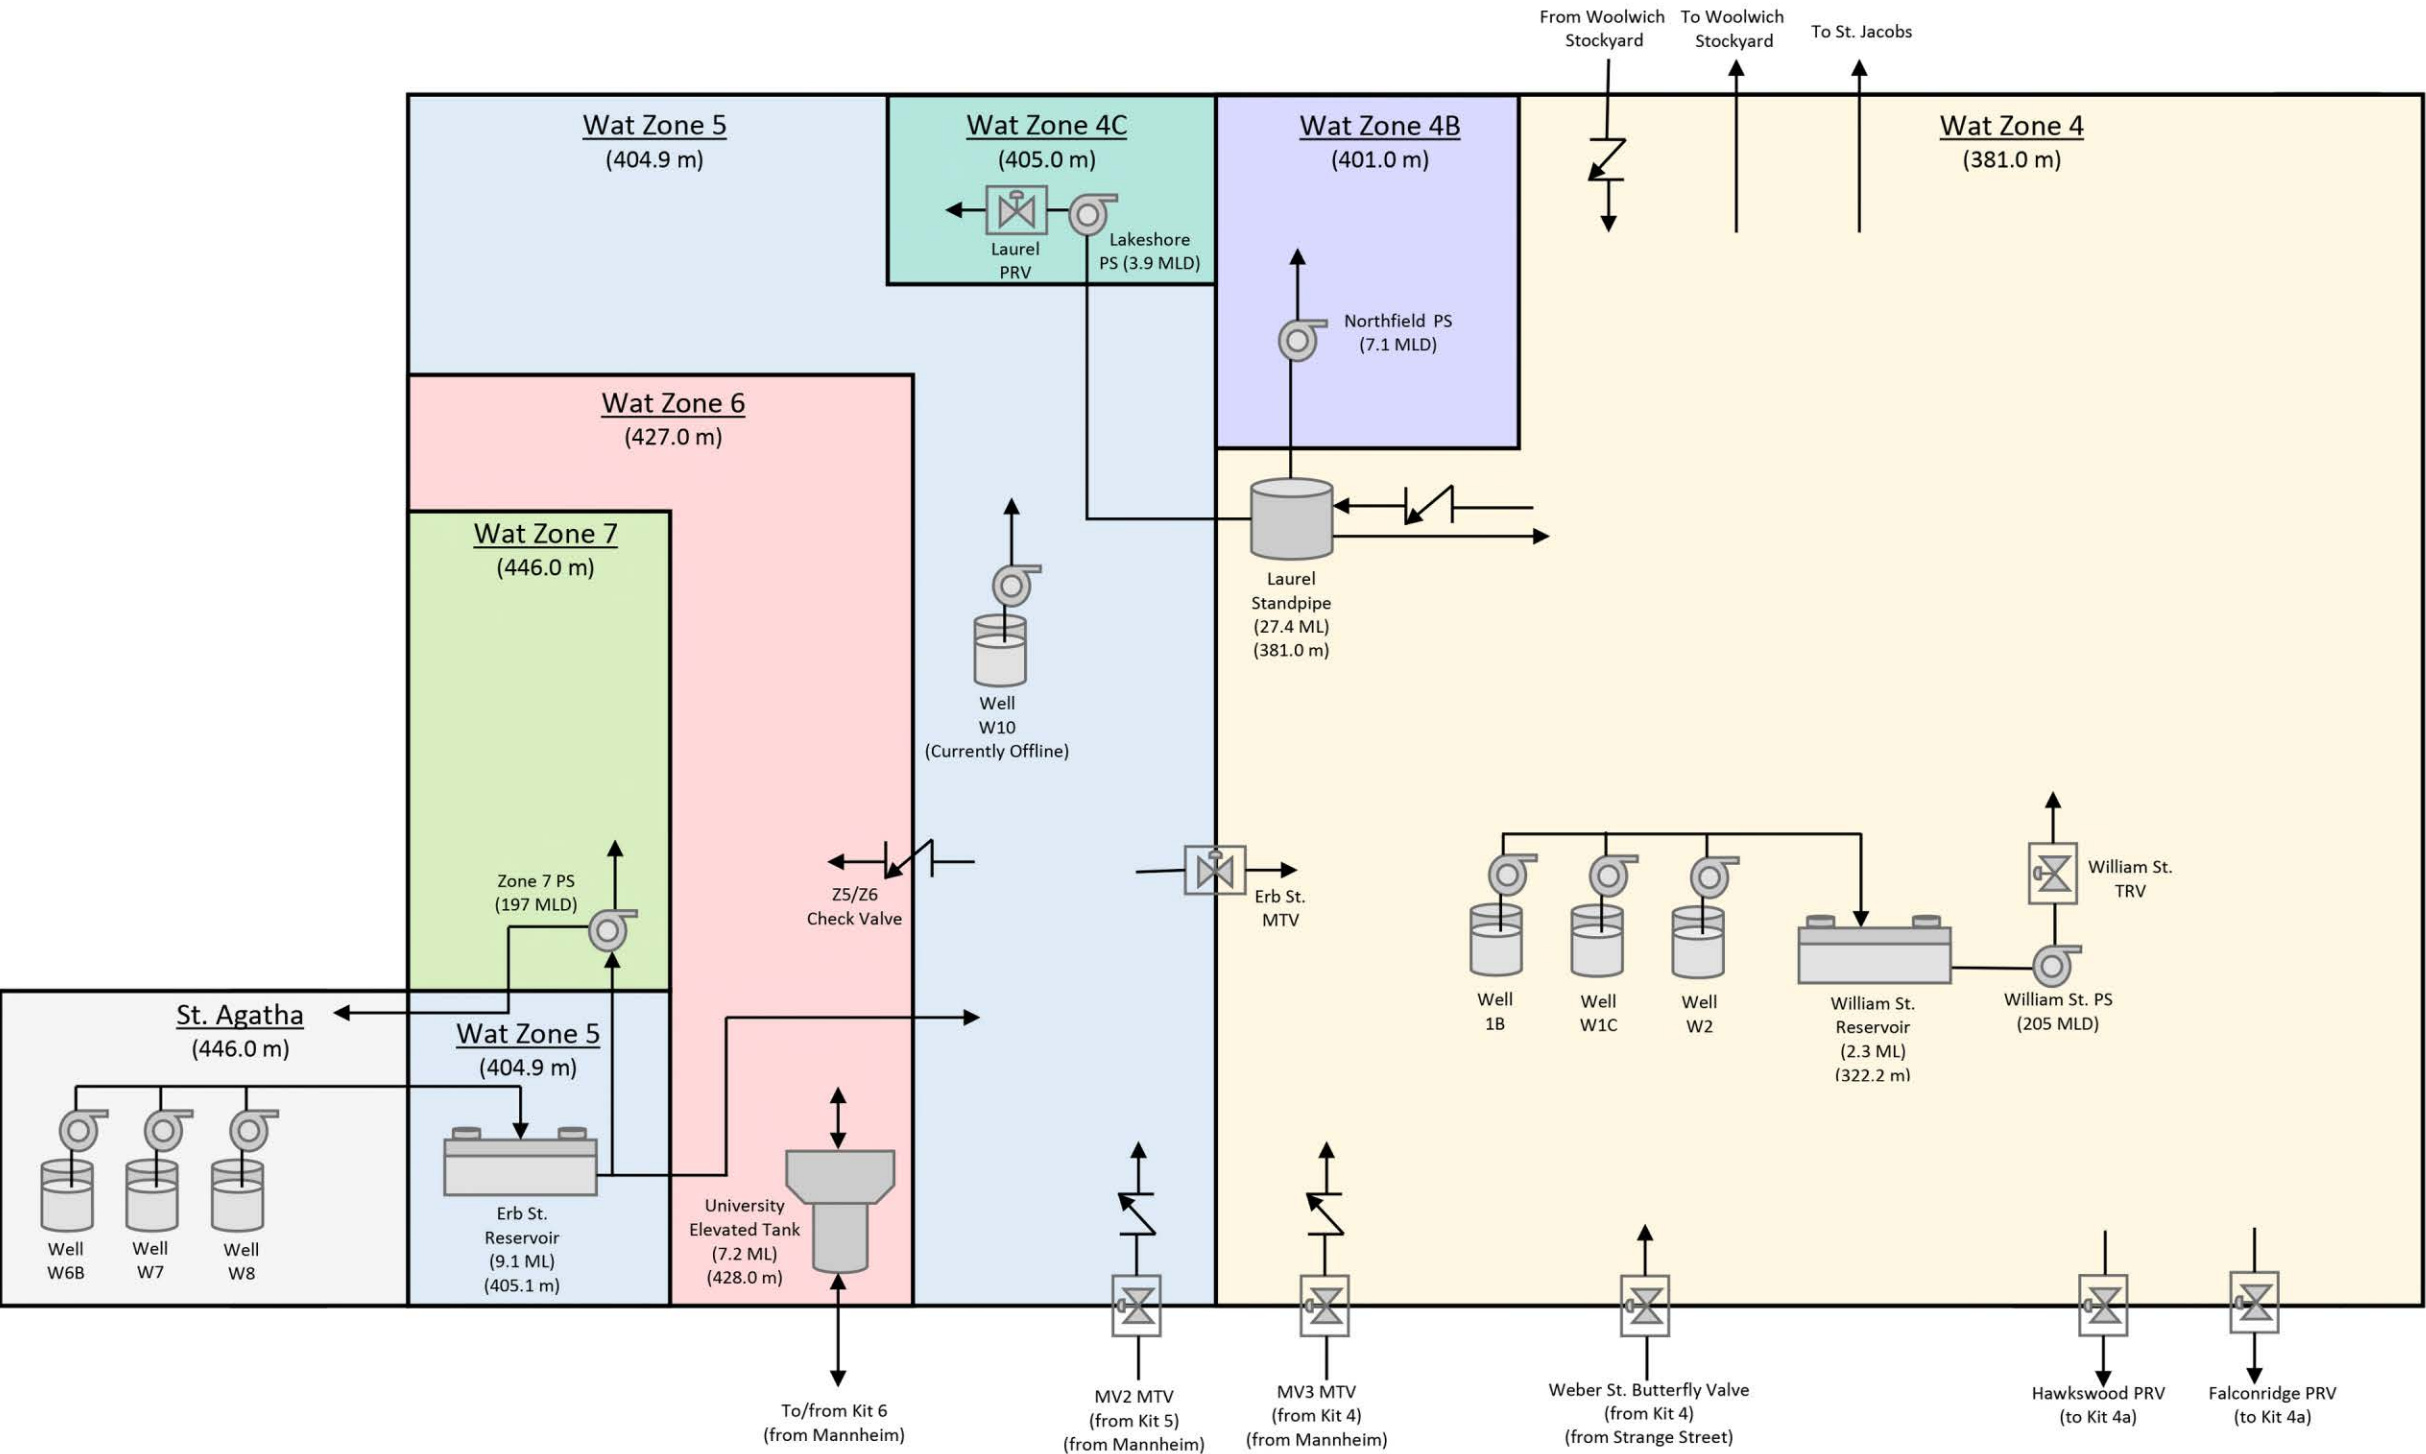 From Woolwich
Stockyard
To Woolwich
Stockyard
To St. Jacobs
Wat Zone 5
(404.9 m)
Wat Zone 4C
(405.0 m)
Laurel
PRV
Lakeshore
PS (3.9 MLD)
Wat Zone 4B
(401.0 m)
Northfield PS
(7.1 MLD)
Wat Zone 4
(381.0 m)
Wat Zone 6
(427.0 m)
Wat Zone 7
(446.0 m)
Laurel
Standpipe
(27.4 ML)
(381.0 m)
Well
W10
(Currently Offline)
Zone 7 PS
(197 MLD)
Z5/Z6
Check Valve
Erb St.
MTV
William St.
TRV
Well
1B
Well
W1C
Well
W2
William St.
Reservoir
(2.3 ML)
(322.2 m)
William St. PS
(205 MLD)
St. Agatha
(446.0 m)
Wat Zone 5
(404.9 m)
Well
W6B
Well
W7
Well
W8
Erb St.
Reservoir
(9.1 ML)
(405.1 m)
University
Elevated Tank
(7.2 ML)
(428.0 m)
To/from Kit 6
(from Mannheim)
MV2 MTV
(from Kit 5)
(from Mannheim)
MV3 MTV
(from Kit 4)
(from Mannheim)
Weber St. Butterfly Valve
(from Kit 4)
(from Strange Street)
Hawkswood PRV
(to Kit 4a)
Falconridge PRV
(to Kit 4a)